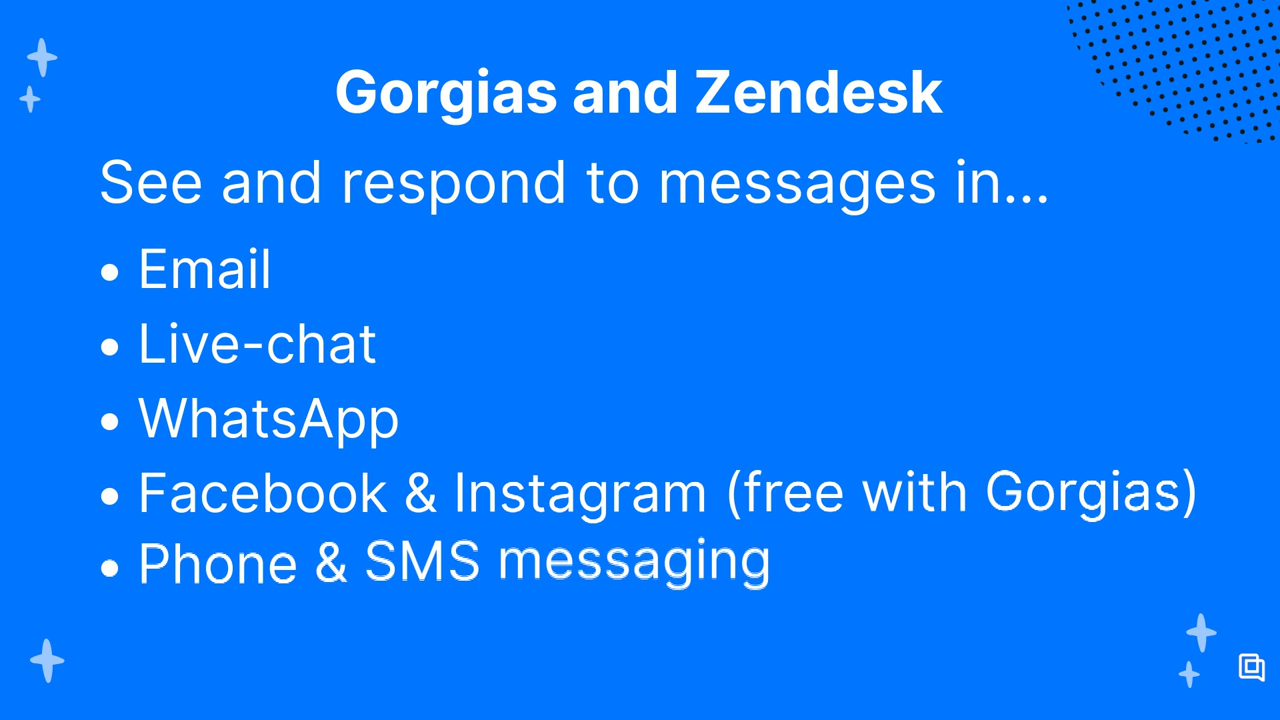 Gorgias and Zendesk
See and respond to messages in...
• Email
• Live-chat
• WhatsApp
• Facebook & Instagram (free with Gorgias)
• Phone & SMS messaging